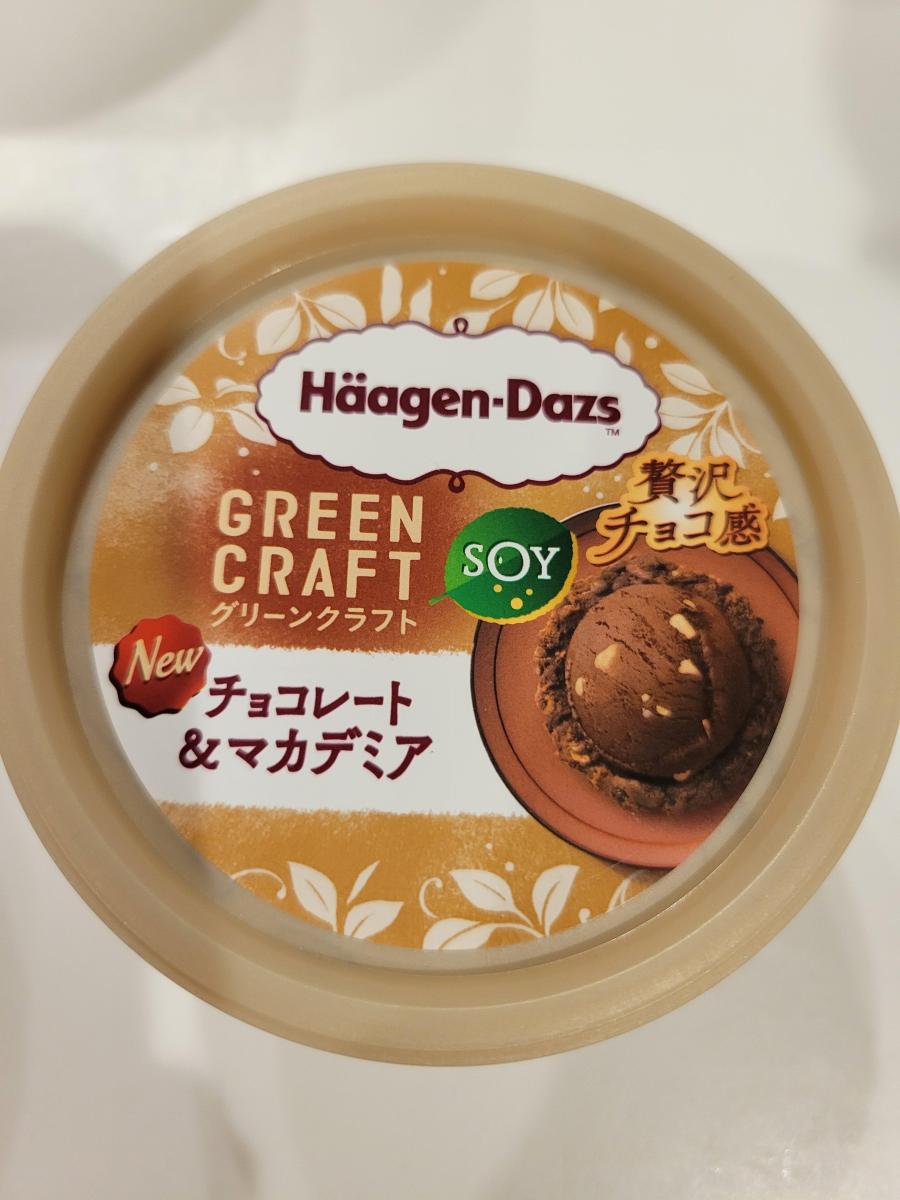 Häagen-Dazs
TM
GREEN
CRAFT
グリーンクラフト
SOY
贅沢
チョコ感
New
チョコレート
&マカデミア